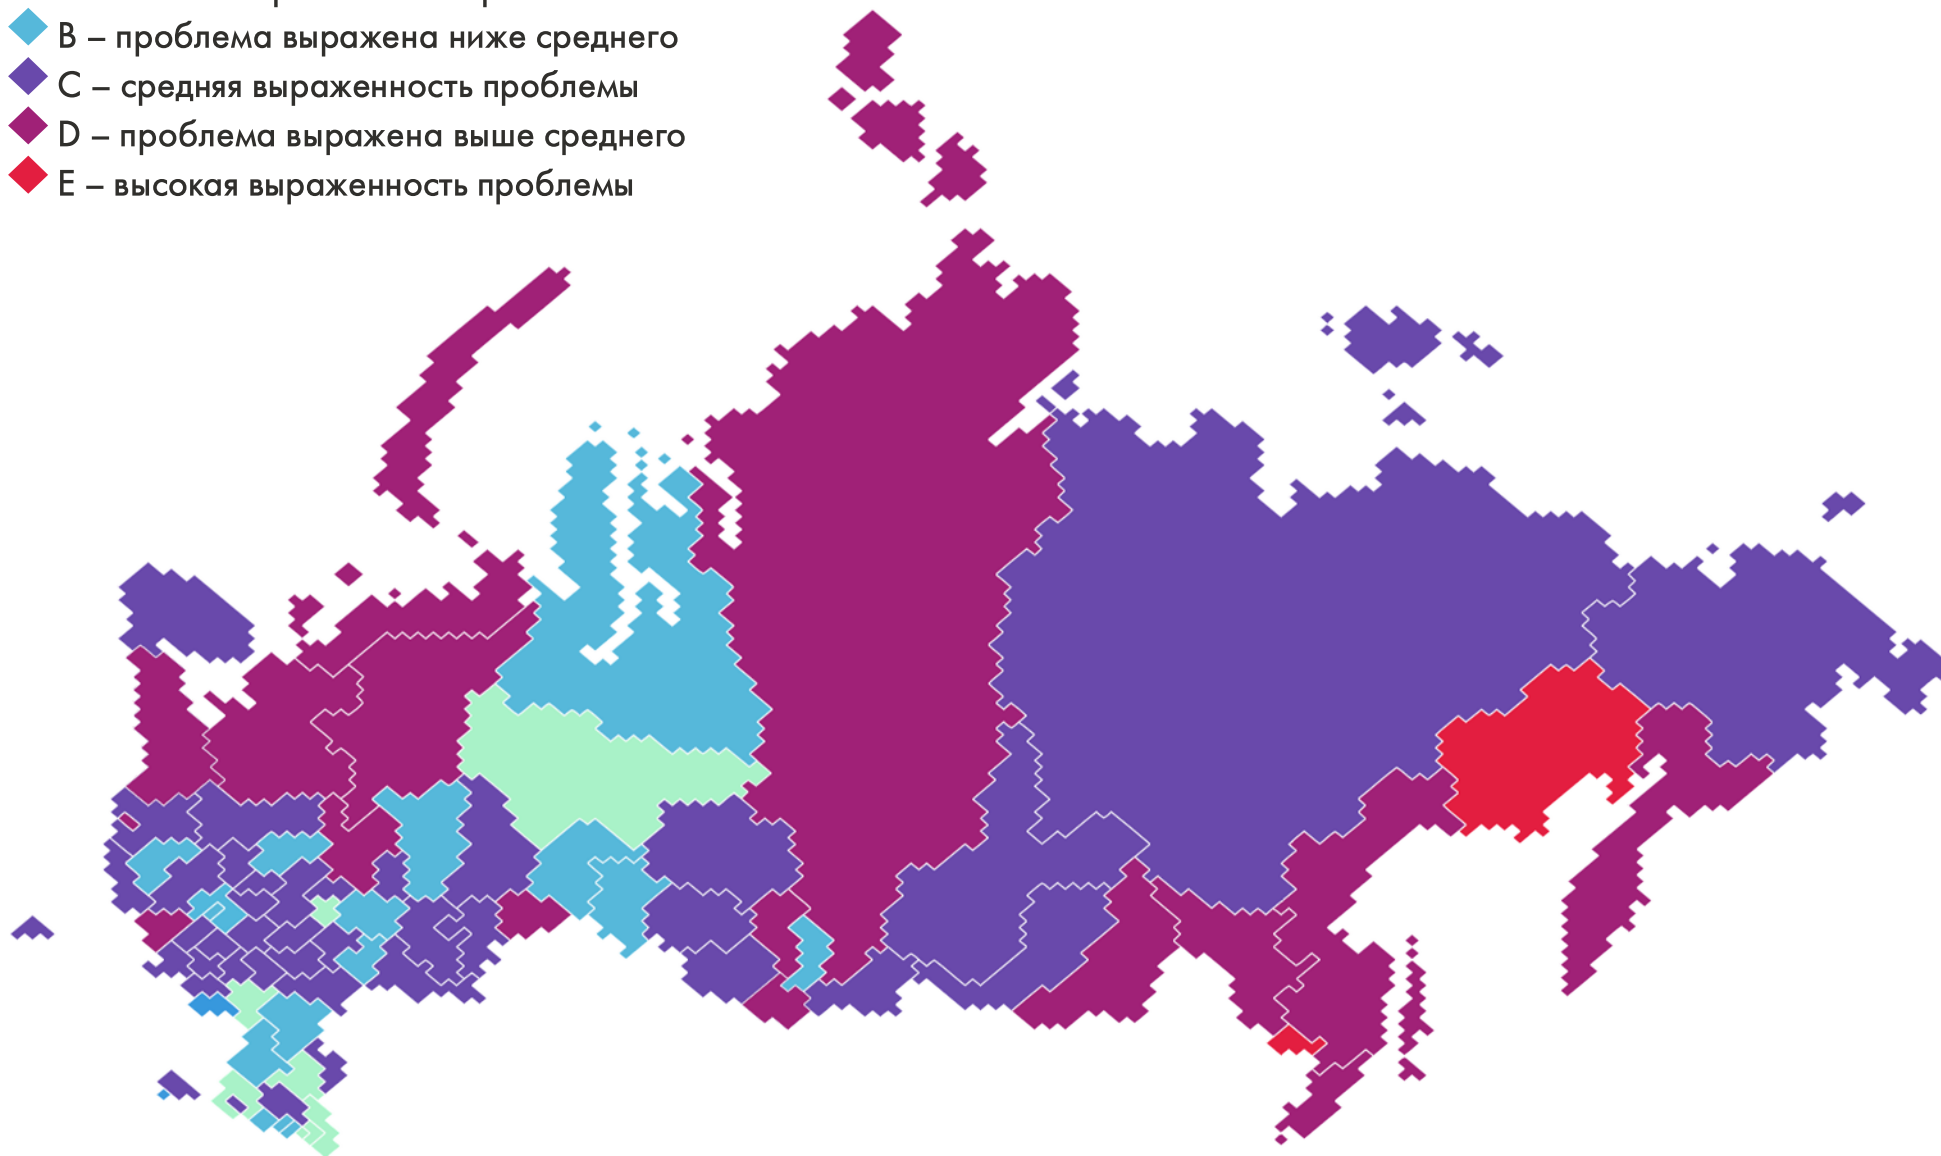 B – проблема выражена ниже среднего
C – средняя выраженность проблемы
D – проблема выражена выше среднего
E – высокая выраженность проблемы